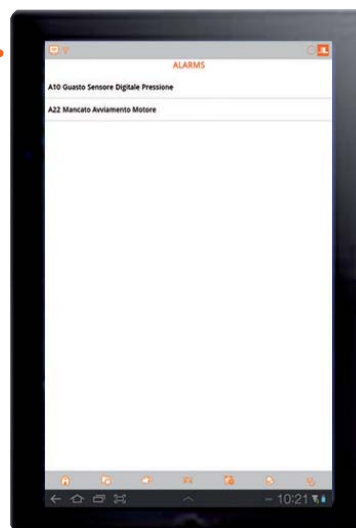 ALARMS
A10 Guasto Sensore Digitale Pressione
A22 Mancato Avviamento Motore
10:21